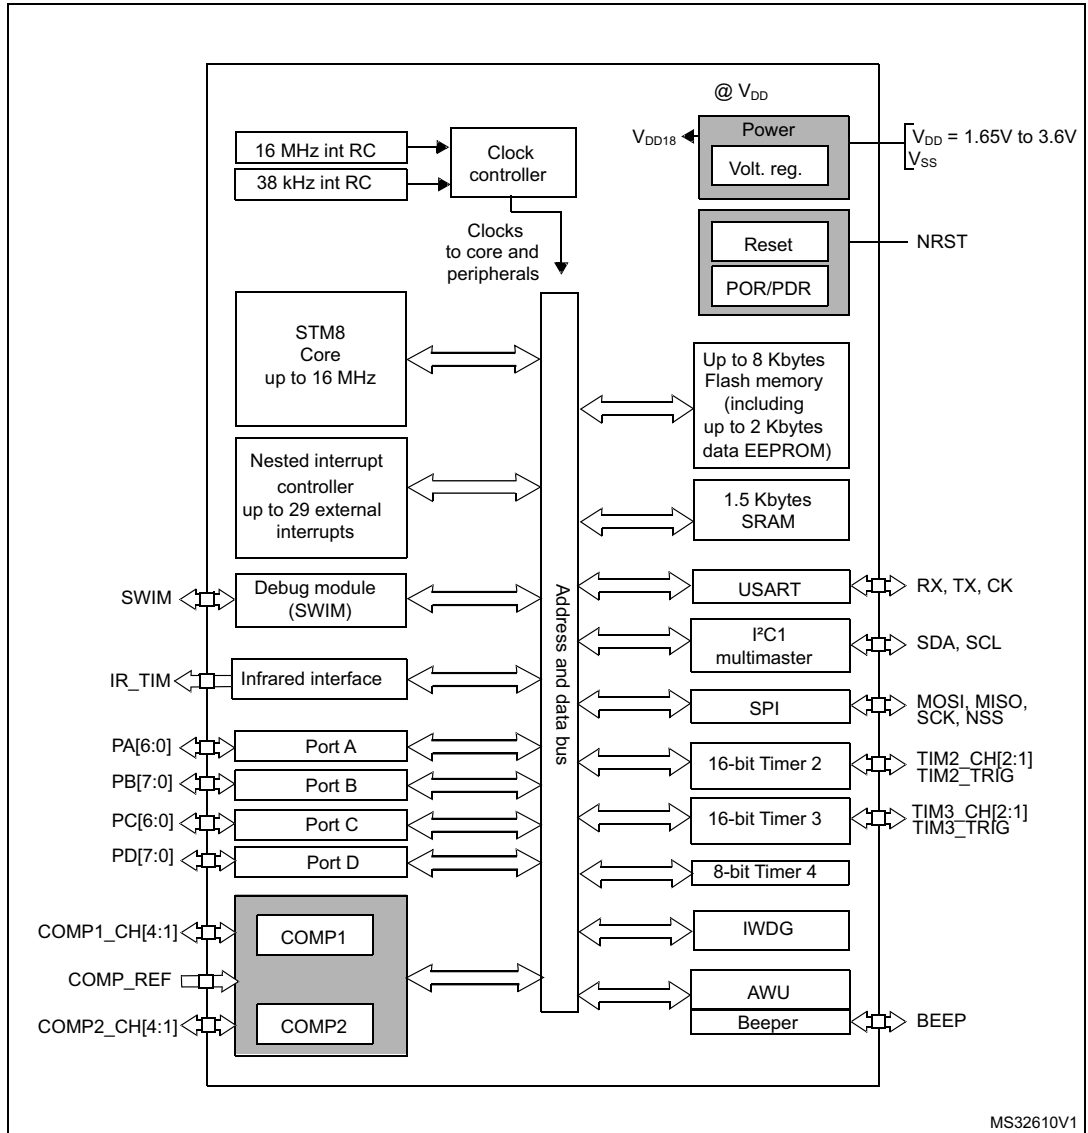 @ VDD
16 MHz int RC
38 kHz int RC
Clock
controller
Clocks
to core and
peripherals
VDD18
Power
Volt. reg.
VDD = 1.65V to 3.6V
VSS
Reset
POR/PDR
NRST
STM8
Core
up to 16 MHz
Nested interrupt
controller
up to 29 external
interrupts
SWIM
Debug module
(SWIM)
IR_TIM
Infrared interface
PA[6:0]
Port A
PB[7:0]
Port B
PC[6:0]
Port C
PD[7:0]
Port D
COMP1_CH[4:1]
COMP1
COMP_REF
COMP2_CH[4:1]
COMP2
Address and data bus
Up to 8 Kbytes
Flash memory
(including
up to 2 Kbytes
data EEPROM)
1.5 Kbytes
SRAM
USART
RX, TX, CK
I²C1
multimaster
SDA, SCL
SPI
MOSI, MISO,
SCK, NSS
16-bit Timer 2
TIM2_CH[2:1]
TIM2_TRIG
16-bit Timer 3
TIM3_CH[2:1]
TIM3_TRIG
8-bit Timer 4
IWDG
AWU
Beeper
BEEP
MS32610V1